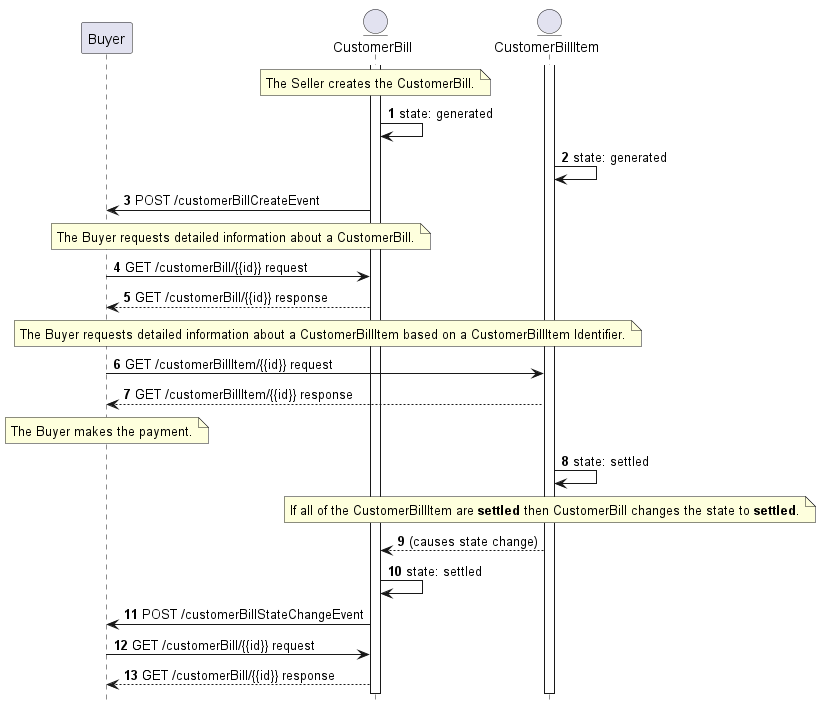 Buyer
CustomerBill
CustomerBillItem
The Seller creates the CustomerBill.
1 state: generated
2 state: generated
3 POST /customerBillCreateEvent
The Buyer requests detailed information about a CustomerBill.
4 GET /customerBill/{{id}} request
5 GET /customerBill/{{id}} response
The Buyer requests detailed information about a CustomerBillItem based on a CustomerBillItem Identifier.
6 GET /customerBillItem/{{id}} request
7 GET /customerBillItem/{{id}} response
The Buyer makes the payment.
8 state: settled
If all of the CustomerBillItem are settled then CustomerBill changes the state to settled.
9 (causes state change)
10 state: settled
11 POST /customerBillStateChangeEvent
12 GET /customerBill/{{id}} request
13 GET /customerBill/{{id}} response